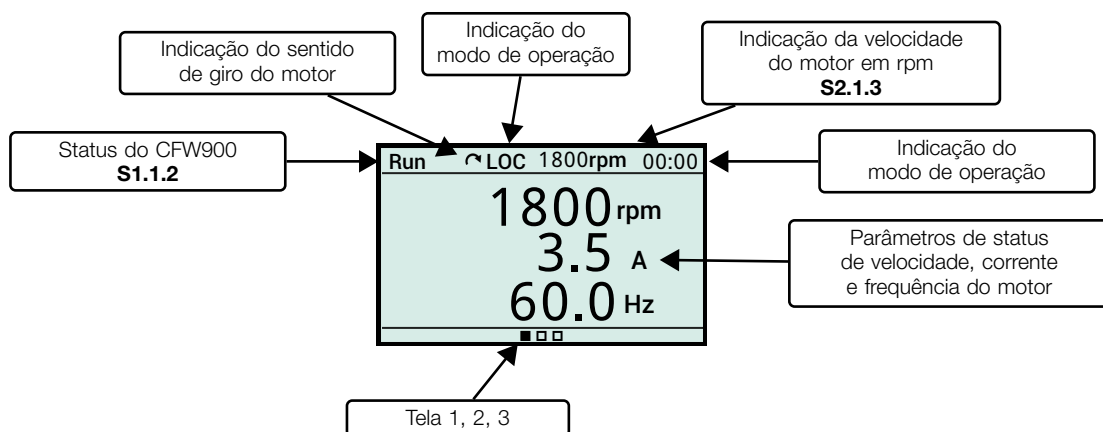 Indicação do sentido
de giro do motor
Indicação do
modo de operação
Indicação da velocidade
do motor em rpm
S2.1.3
Status do CFW900
S1.1.2
Run LOC 1800rpm 00:00
1800 rpm
3.5 A
60.0 Hz
Indicação do
modo de operação
Parâmetros de status
de velocidade, corrente
e frequência do motor
Tela 1, 2, 3